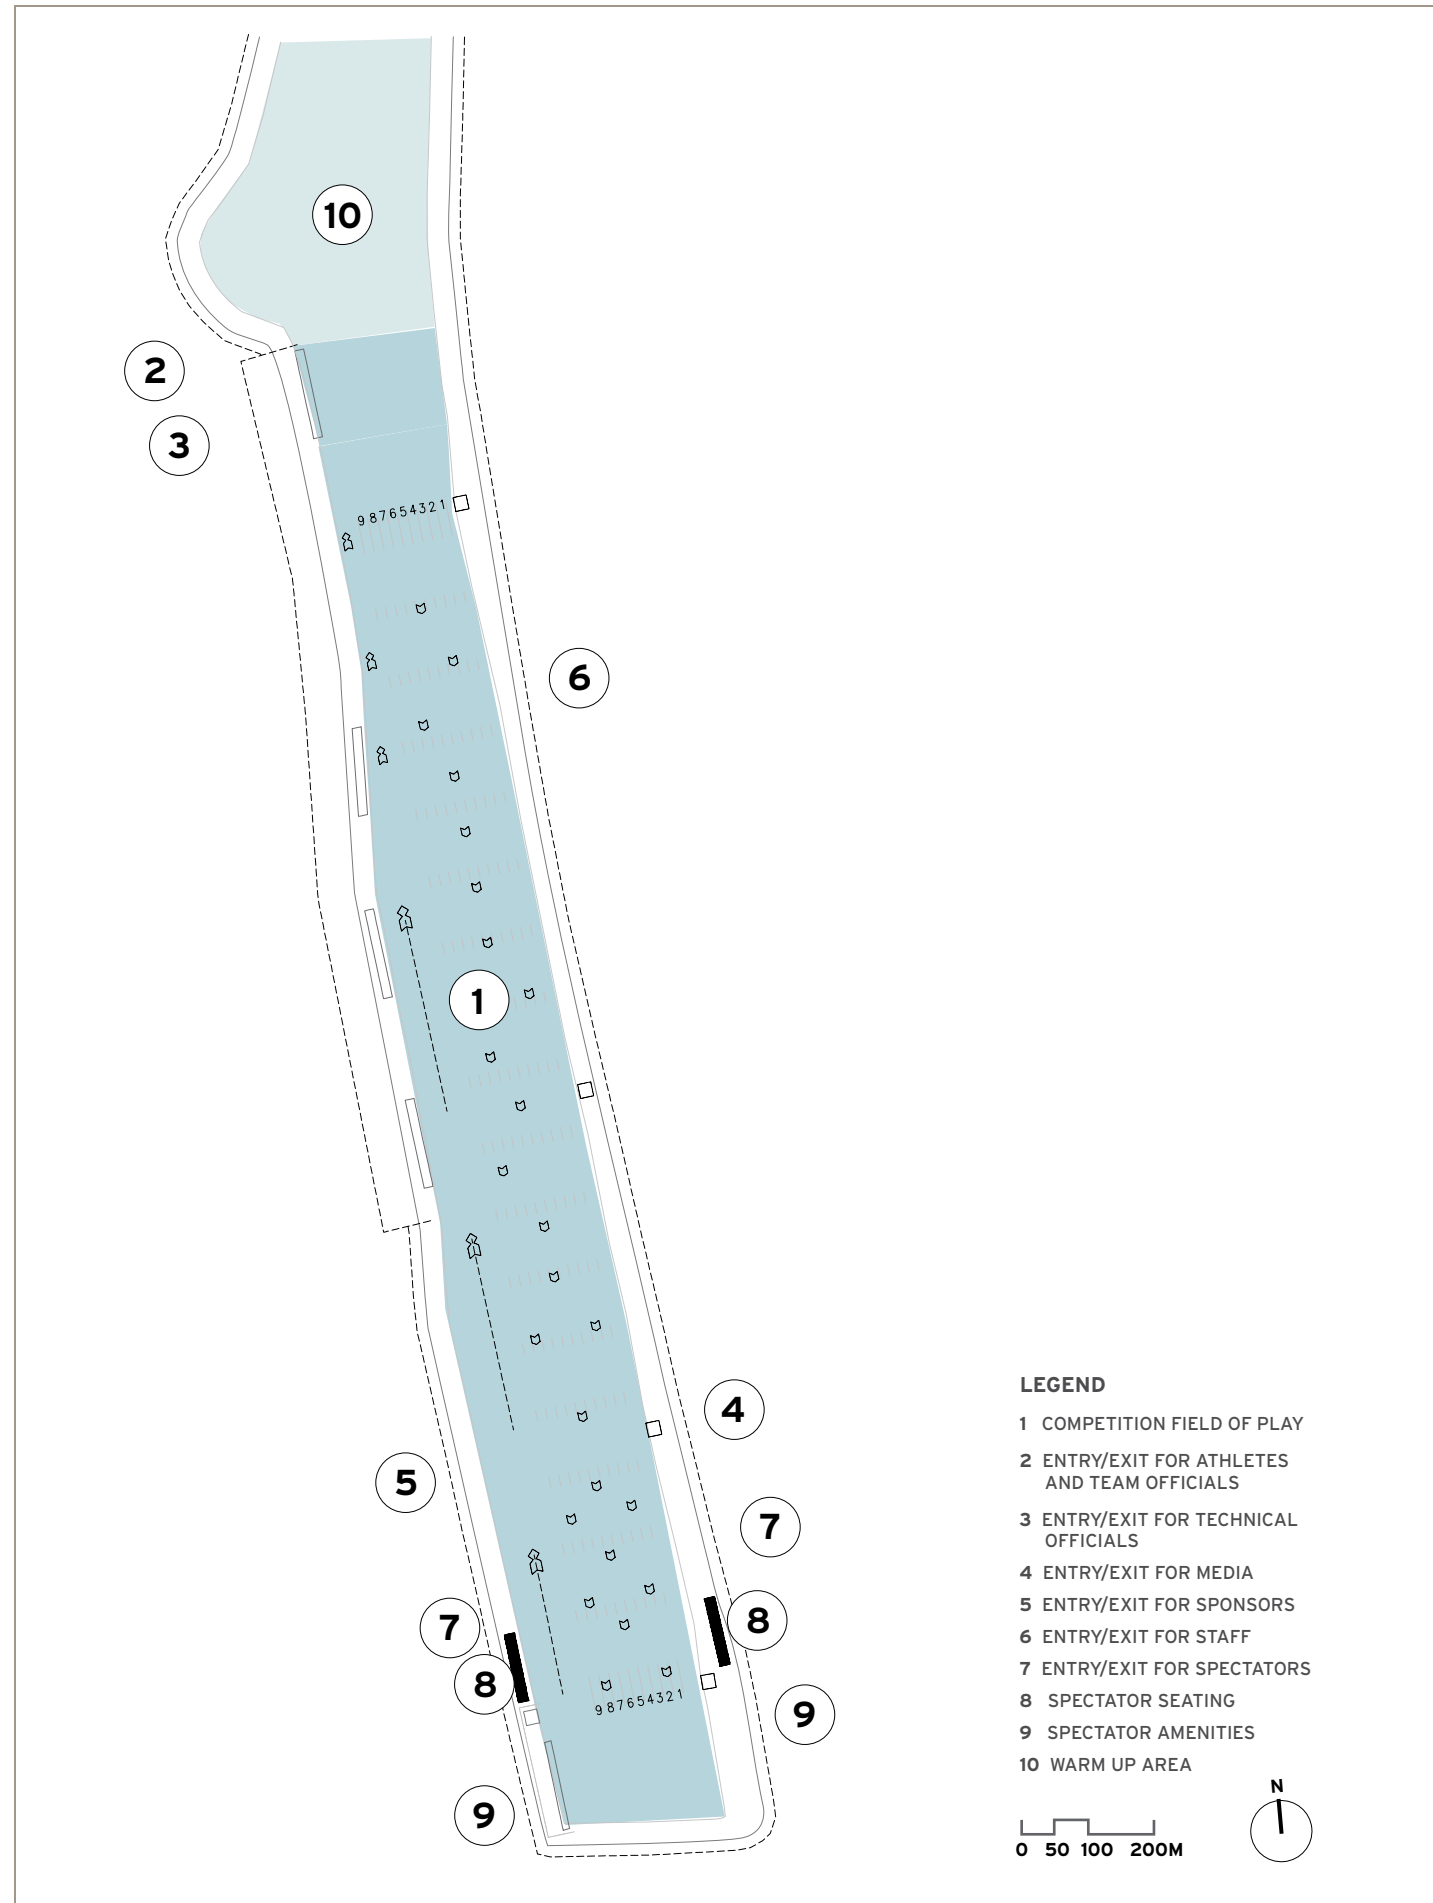 10
2
3
987654321
6
1
4
5
7
7
8
8
987654321
9
9
LEGEND
1 COMPETITION FIELD OF PLAY
2 ENTRY/EXIT FOR ATHLETES
AND TEAM OFFICIALS
3 ENTRY/EXIT FOR TECHNICAL
OFFICIALS
4 ENTRY/EXIT FOR MEDIA
5 ENTRY/EXIT FOR SPONSORS
6 ENTRY/EXIT FOR STAFF
7 ENTRY/EXIT FOR SPECTATORS
8 SPECTATOR SEATING
9 SPECTATOR AMENITIES
10 WARM UP AREA
N
0 50 100 200M